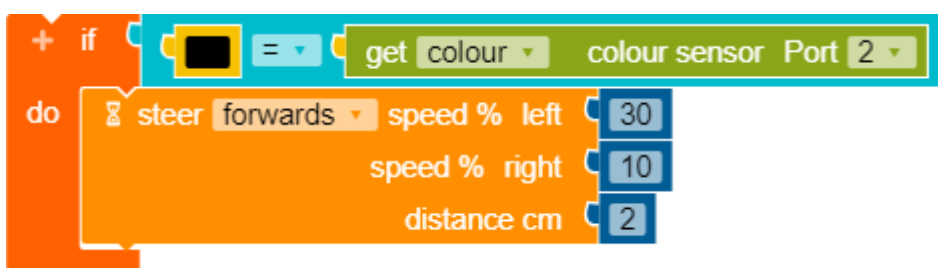 + if = get colour colour sensor Port 2
do steer forwards speed % left 30
speed % right 10
distance cm 2